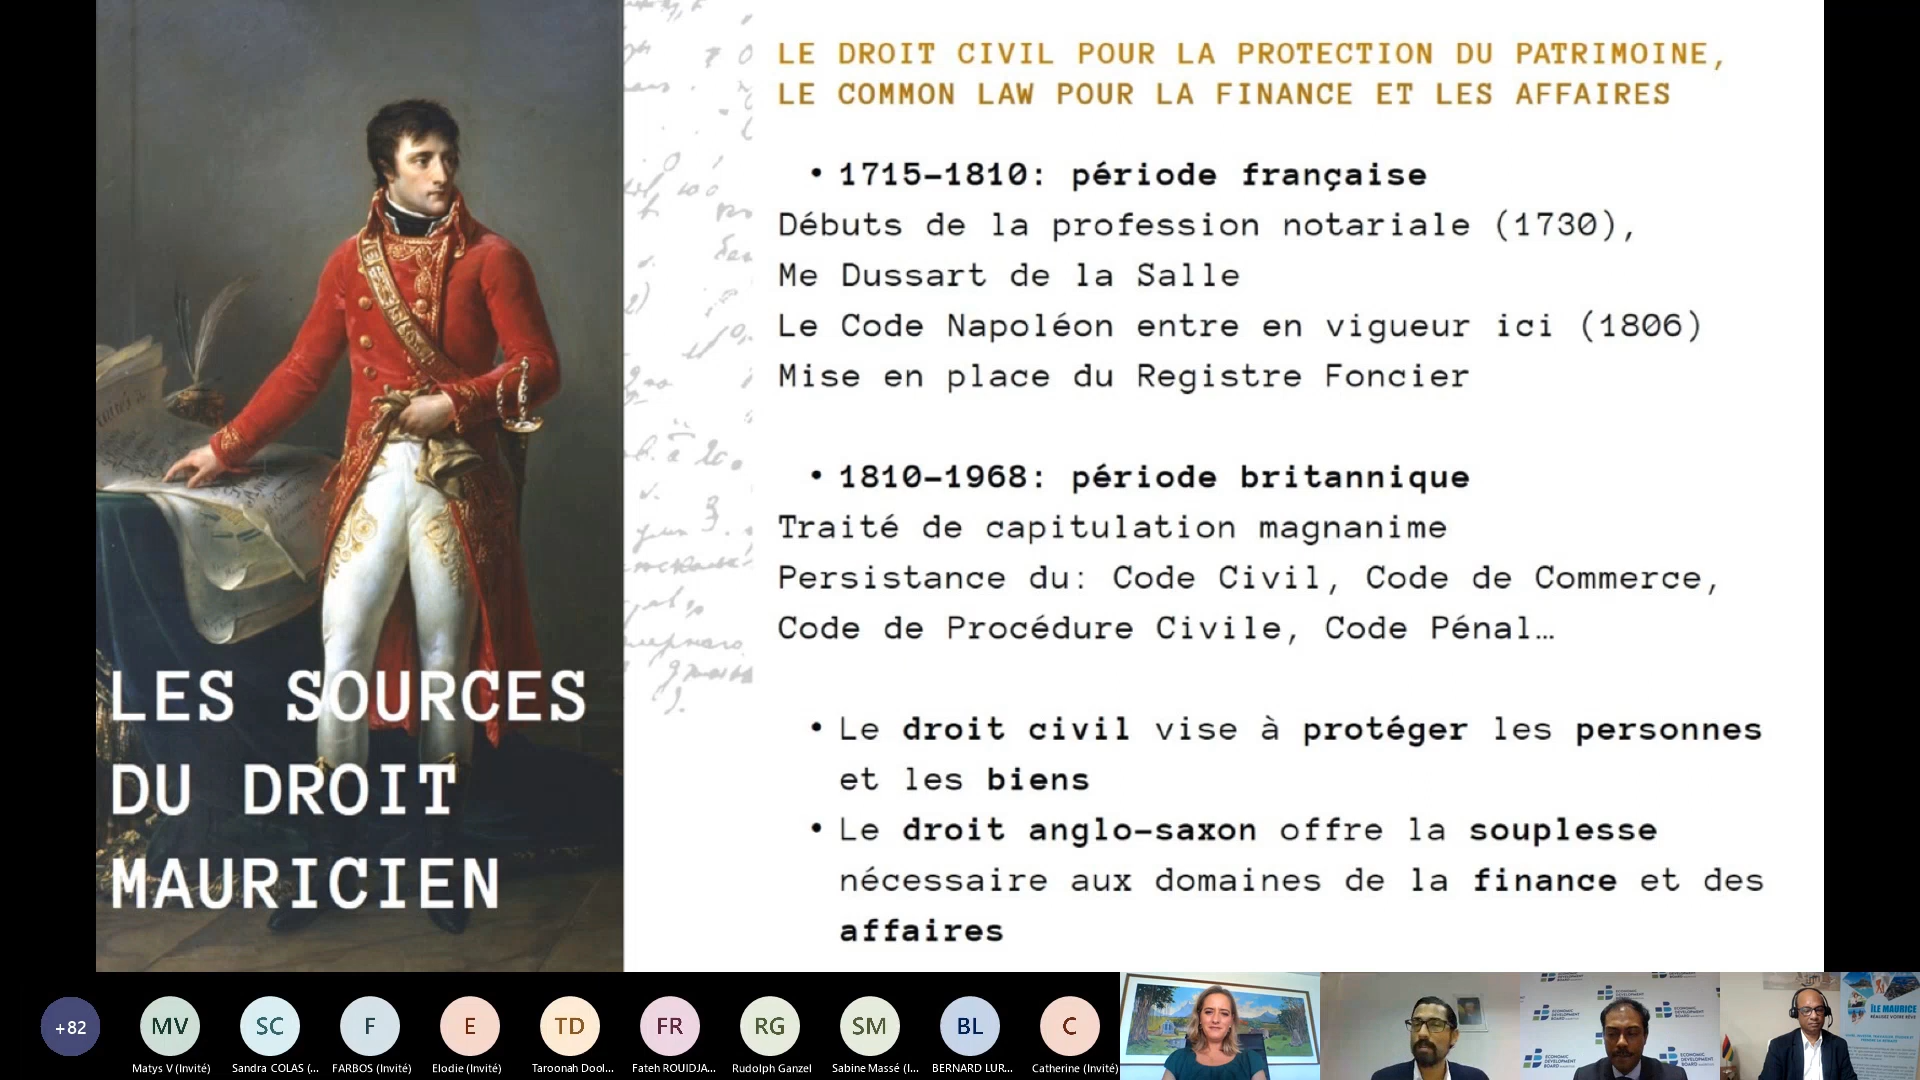 LE DROIT CIVIL POUR LA PROTECTION DU PATRIMOINE,
LE COMMON LAW POUR LA FINANCE ET LES AFFAIRES
• 1715-1810: période française
Débuts de la profession notariale (1730),
Me Dussart de la Salle
Le Code Napoléon entre en vigueur ici (1806)
Mise en place du Registre Foncier
• 1810-1968: période britannique
Traité de capitulation magnanime
Persistance du: Code Civil, Code de Commerce,
Code de Procédure Civile, Code Pénal…
• Le droit civil vise à protéger les personnes
et les biens
• Le droit anglo-saxon offre la souplesse
nécessaire aux domaines de la finance et des
affaires
LES SOURCES
DU DROIT
MAURICIEN
+82
MV
SC
F
E
TD
FR
RG
SM
BL
C
Matys V (Invité)
Sandra COLAS (...
FARBOS (Invité)
Elodie (Invité)
Taroonah Dool...
Fateh ROUIDJA...
Rudolph Ganzel
Sabine Massé (I...
BERNARD LUR...
Catherine (Invité)
ECONOMIC
DEVELOPMENT
BOARD
ÎLE MAURICE
RÉALISEZ VOTRE RÊVE